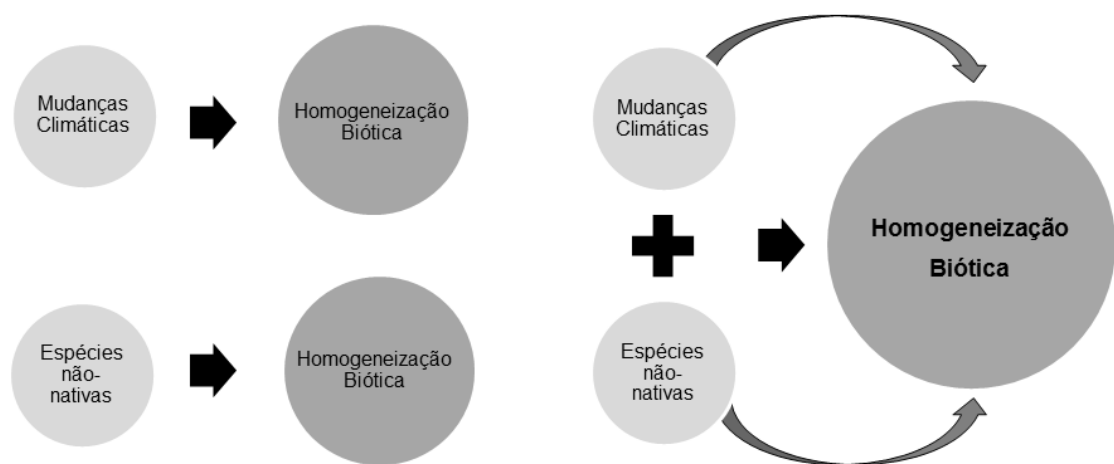 Mudanças
Climáticas
Homogeneização
Biótica
Espécies
não-
nativas
Homogeneização
Biótica
Mudanças
Climáticas
Espécies
não-
nativas
Homogeneização
Biótica